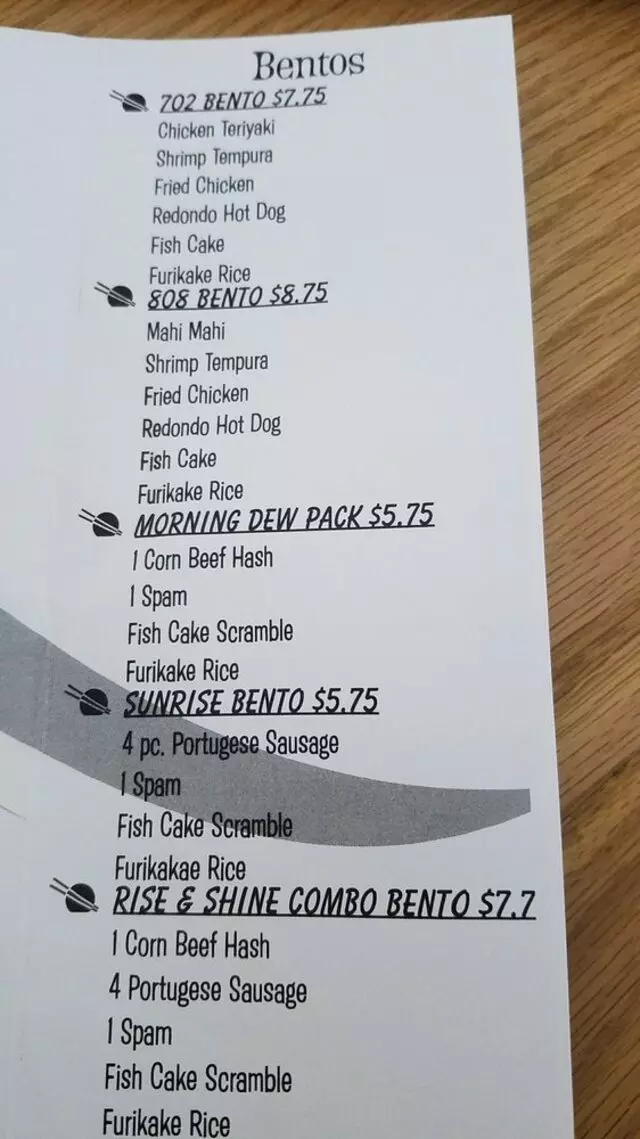 Bentos
702 BENTO $7.75
Chicken Teriyaki
Shrimp Tempura
Fried Chicken
Redondo Hot Dog
Fish Cake
Furikake Rice
808 BENTO $8.75
Mahi Mahi
Shrimp Tempura
Fried Chicken
Redondo Hot Dog
Fish Cake
Furikake Rice
MORNING DEW PACK $5.75
1 Corn Beef Hash
1 Spam
Fish Cake Scramble
Furikake Rice
SUNRISE BENTO $5.75
4 pc. Portugese Sausage
1 Spam
Fish Cake Scramble
Furikakae Rice
RISE & SHINE COMBO BENTO $7.7
1 Corn Beef Hash
4 Portugese Sausage
1 Spam
Fish Cake Scramble
Furikake Rice